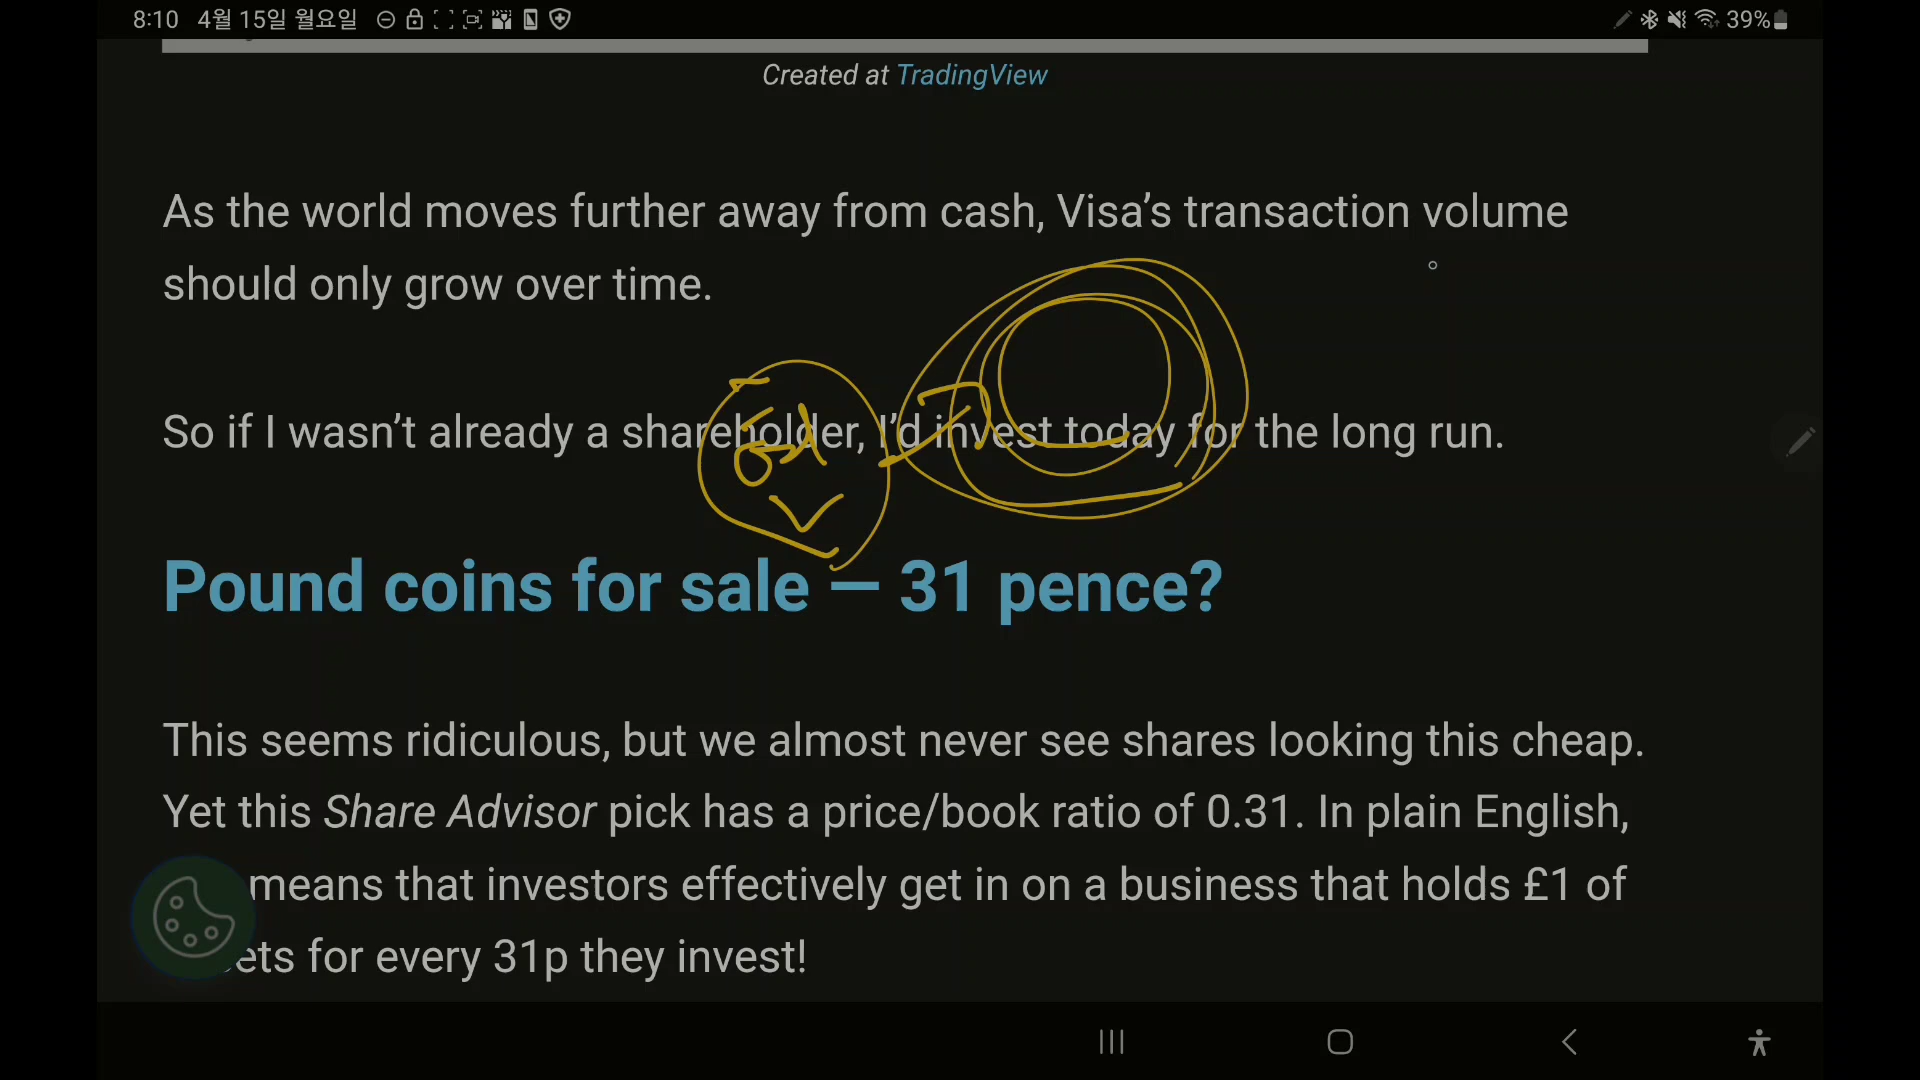 8:10 4월 15일 월요일 39%
Created at TradingView
As the world moves further away from cash, Visa’s transaction volume
should only grow over time.
So if I wasn’t already a shareholder, I’d invest today for the long run.
Pound coins for sale — 31 pence?
This seems ridiculous, but we almost never see shares looking this cheap.
Yet this Share Advisor pick has a price/book ratio of 0.31. In plain English,
means that investors effectively get in on a business that holds £1 of
ets for every 31p they invest!